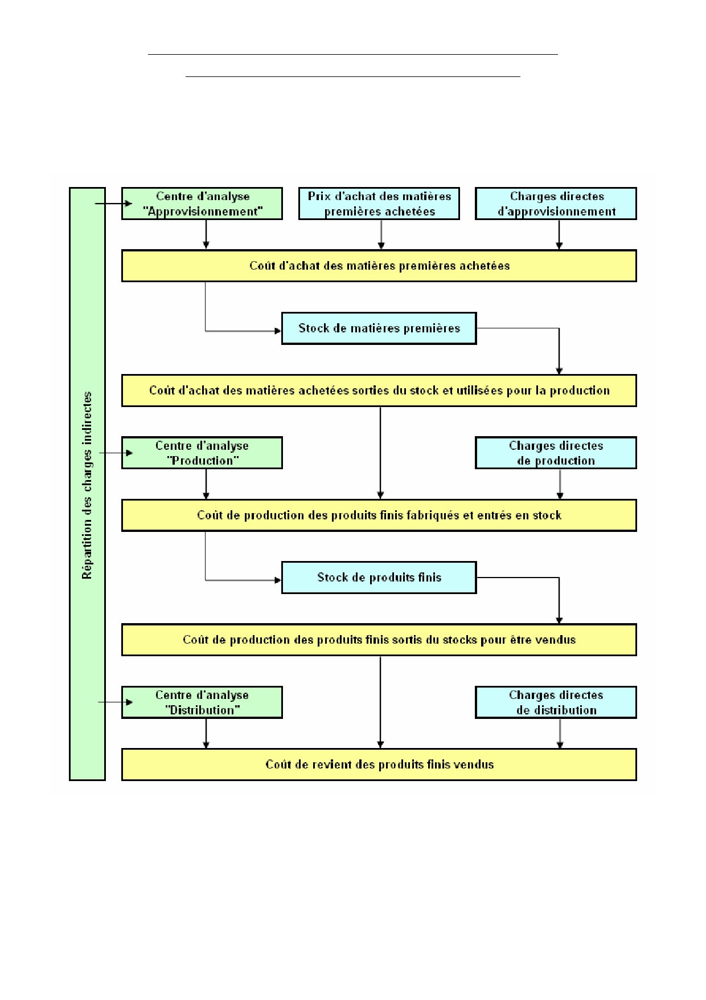 Centre d'analyse
"Approvisionnement"
Prix d'achat des matières
premières achetées
Charges directes
d'approvisionnement
Coût d'achat des matières premières achetées
Stock de matières premières
Coût d'achat des matières achetées sorties du stock et utilisées pour la production
Répartition des charges indirectes
Centre d'analyse
"Production"
Charges directes
de production
Coût de production des produits finis fabriqués et entrés en stock
Stock de produits finis
Coût de production des produits finis sortis du stocks pour être vendus
Centre d'analyse
"Distribution"
Charges directes
de distribution
Coût de revient des produits finis vendus